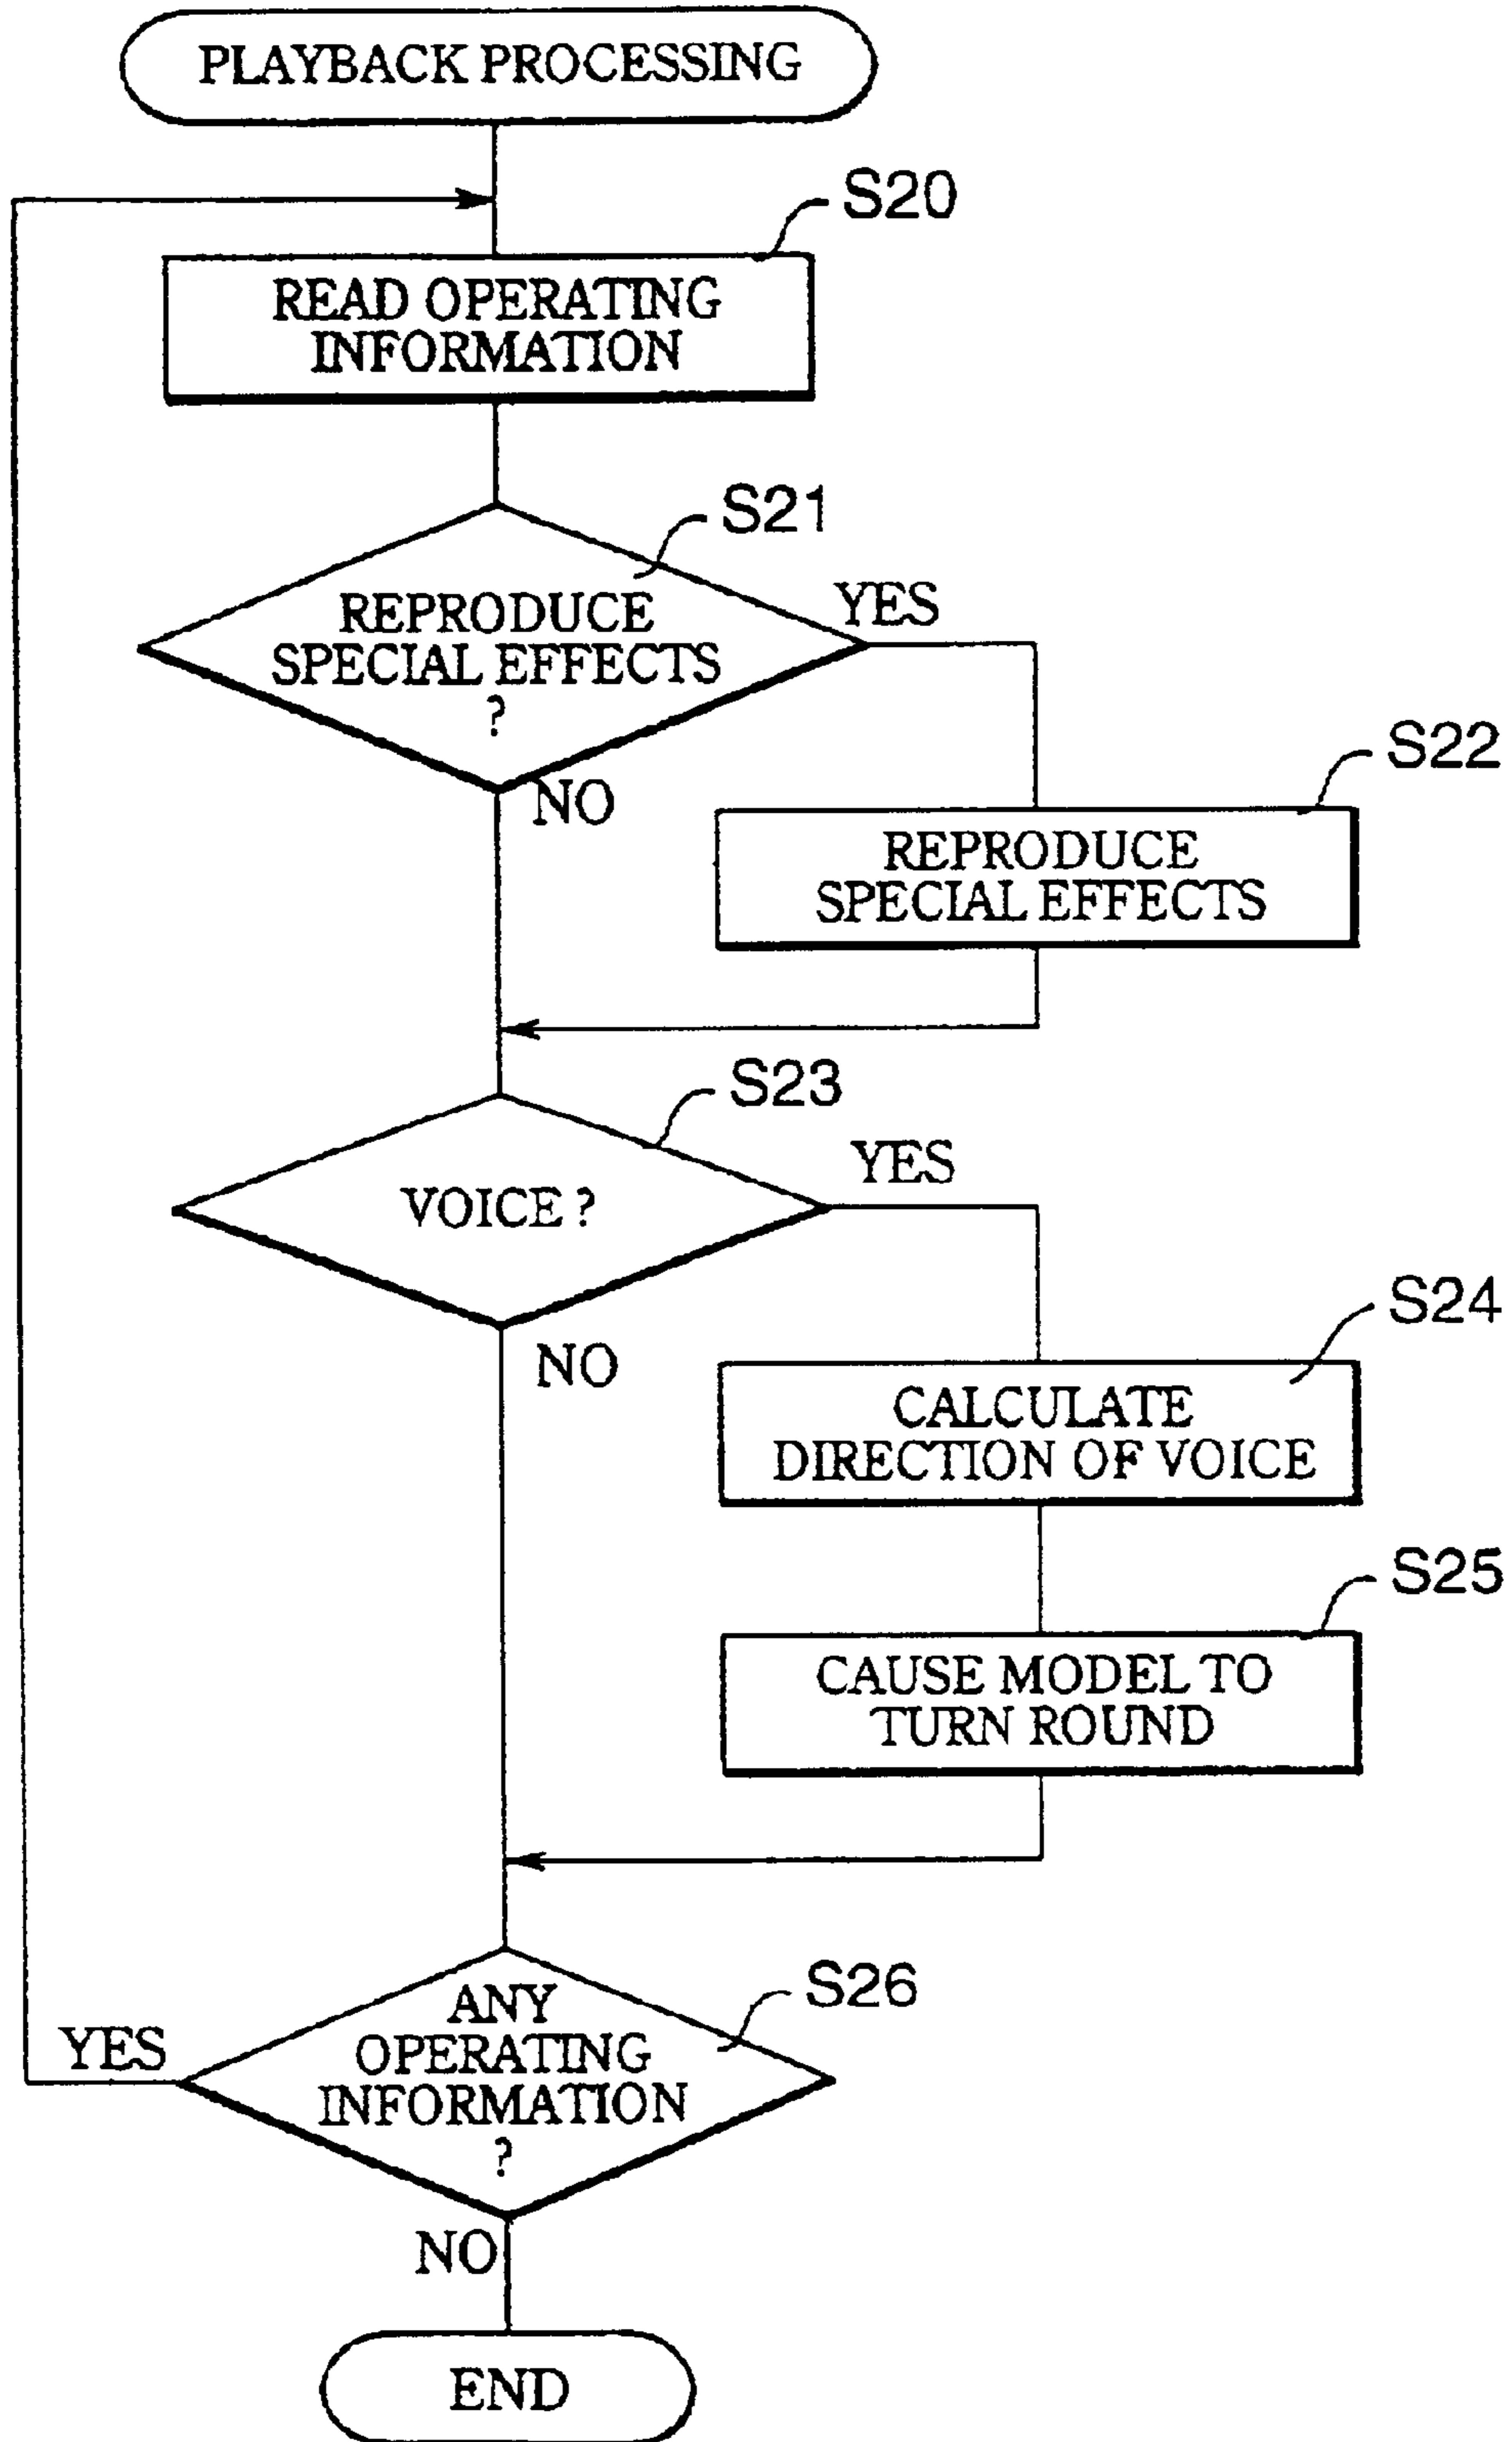 PLAYBACK PROCESSING
S20
READ OPERATING
INFORMATION
S21
REPRODUCE
SPECIAL EFFECTS
?
YES
NO
S22
REPRODUCE
SPECIAL EFFECTS
S23
VOICE ?
YES
NO
S24
CALCULATE
DIRECTION OF VOICE
S25
CAUSE MODEL TO
TURN ROUND
S26
ANY
OPERATING
INFORMATION
?
YES
NO
END